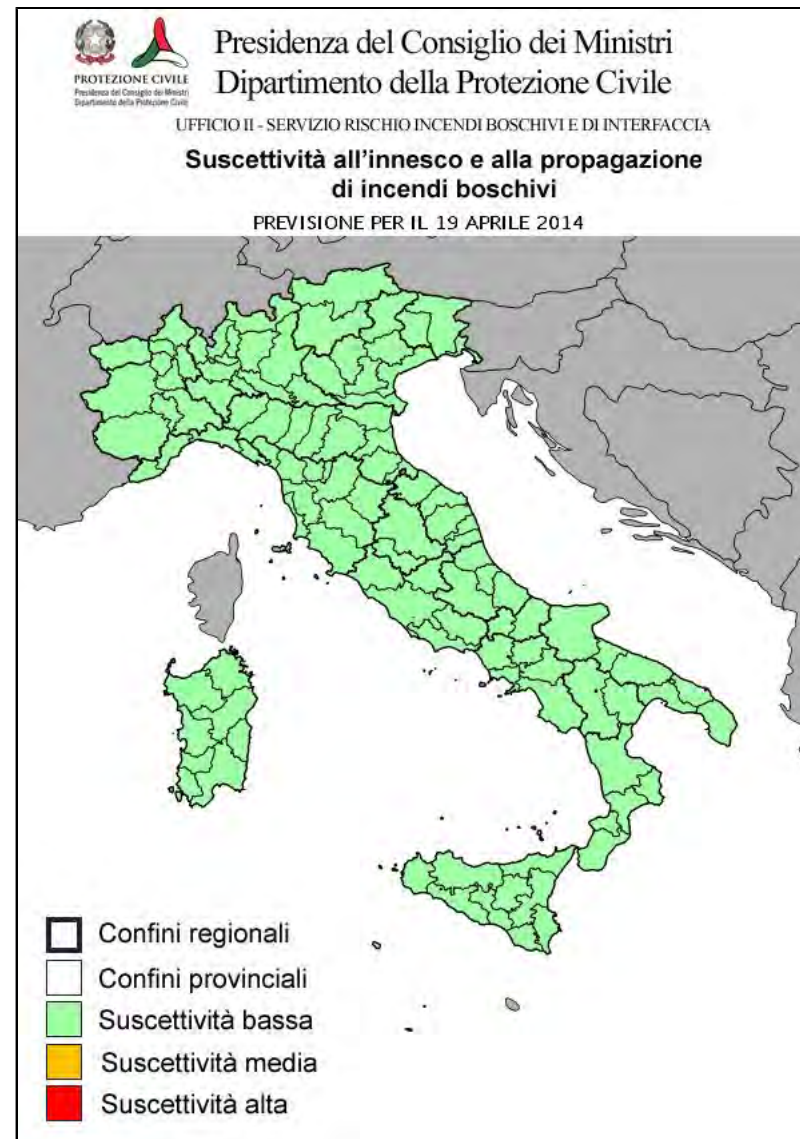 PROTEZIONE CIVILE
Presidenza del Consiglio dei Ministri
Dipartimento della Protezione Civile
Presidenza del Consiglio dei Ministri
Dipartimento della Protezione Civile
UFFICIO II - SERVIZIO RISCHIO INCENDI BOSCHIVI E DI INTERFACCIA
Suscettività all'innesco e alla propagazione
di incendi boschivi
PREVISIONE PER IL 19 APRILE 2014
Confini regionali
Confini provinciali
Suscettività bassa
Suscettività media
Suscettività alta